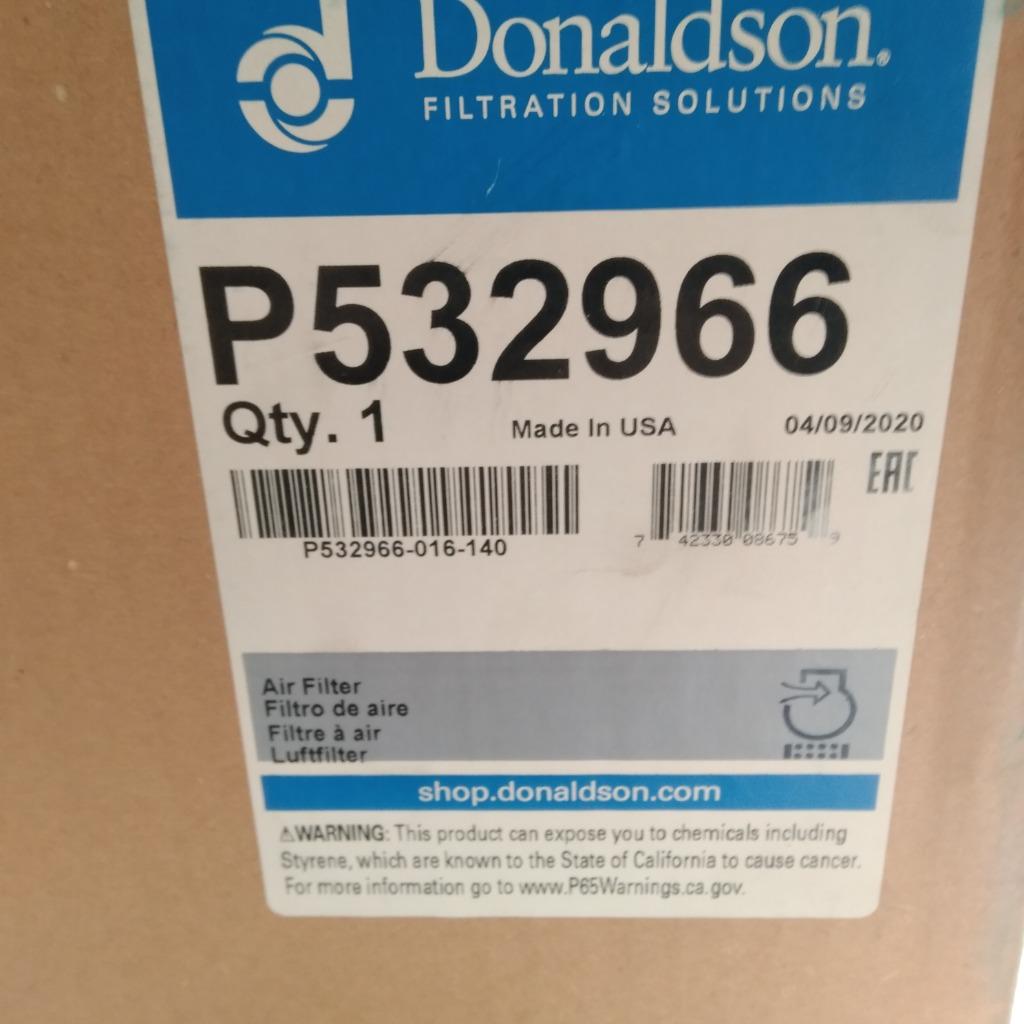 Donaldson®
FILTRATION SOLUTIONS
P532966
Qty. 1 Made In USA 04/09/2020
EAC
P532966-016-140
7 42330 08675 9
Air Filter
Filtro de aire
Filtre à air
Luftfilter
shop.donaldson.com
⚠WARNING: This product can expose you to chemicals including
Styrene, which are known to the State of California to cause cancer.
For more information go to www.P65Warnings.ca.gov.